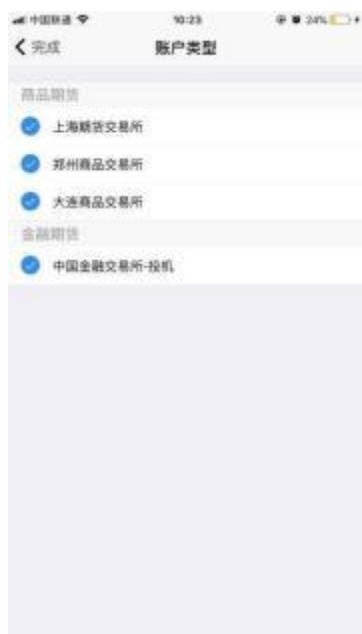 中国联通 10:23 24%
完成 账户类型
商品期货
上海期货交易所
郑州商品交易所
大连商品交易所
金融期货
中国金融交易所-投机